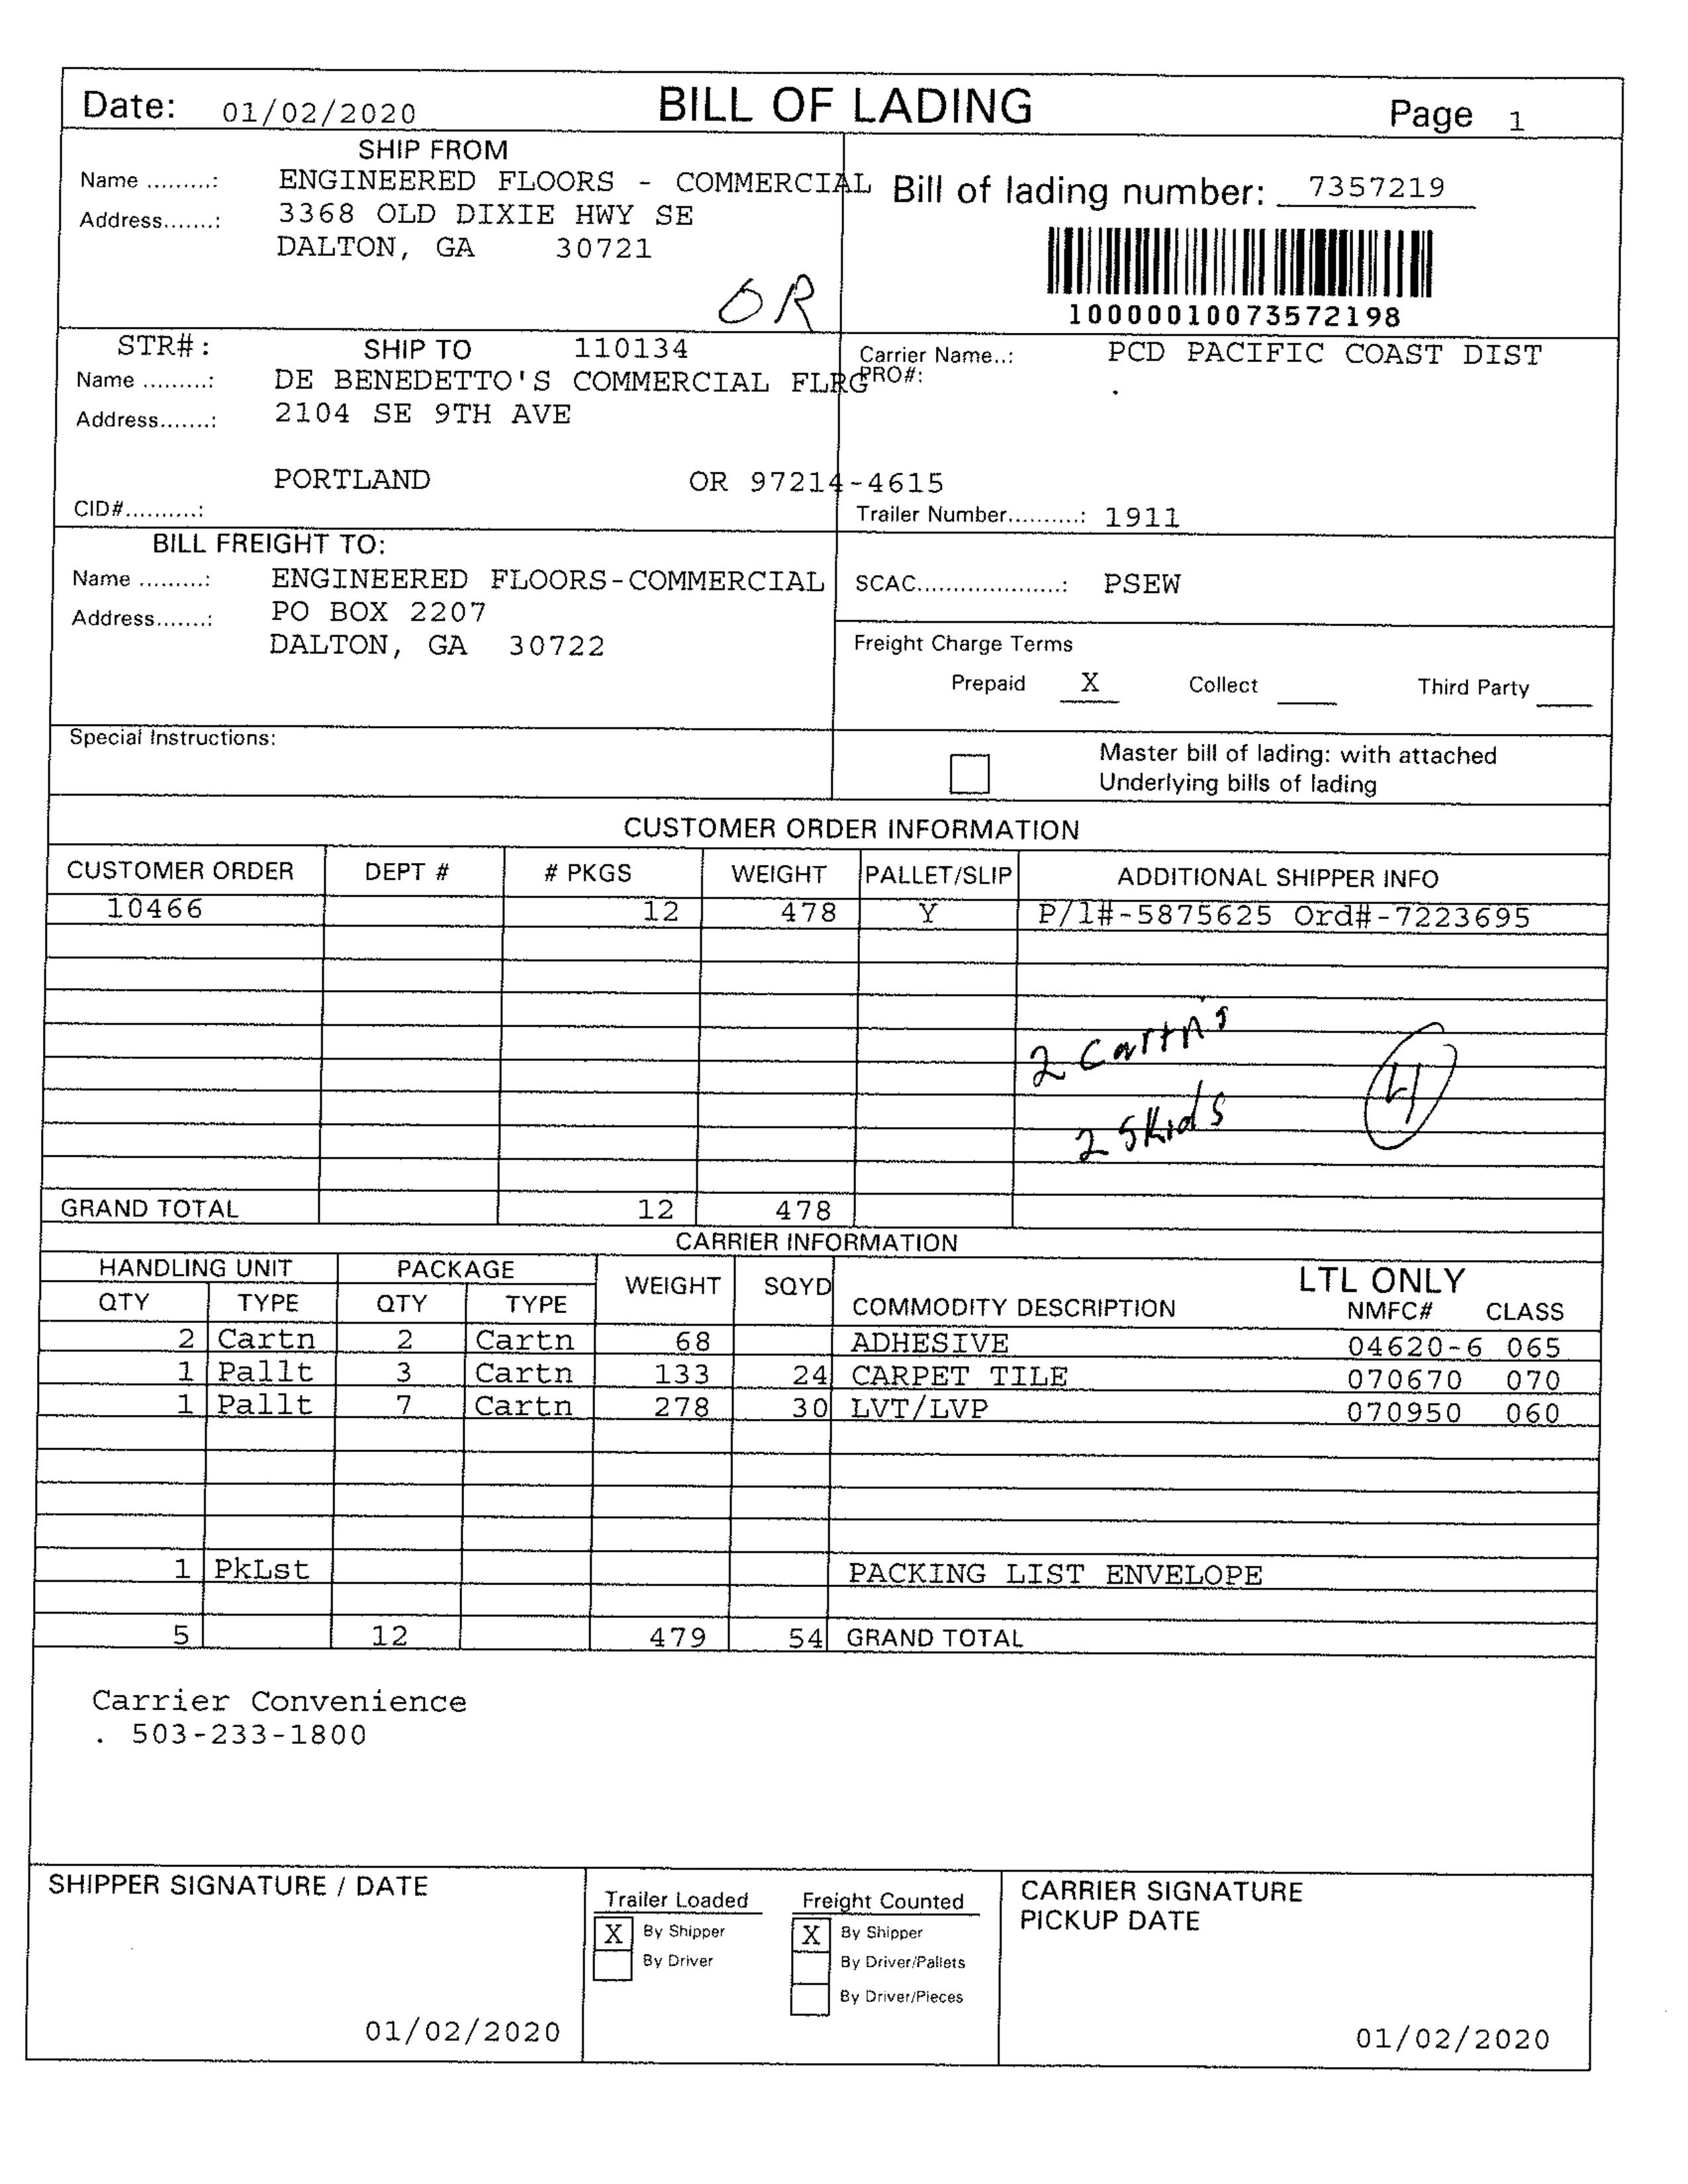 Date: 01/02/2020 BILL OF LADING Page 1
SHIP FROM
Name .........: ENGINEERED FLOORS - COMMERCIAL
Address.......: 3368 OLD DIXIE HWY SE
DALTON, GA 30721
OR
Bill of lading number: 7357219
10000010073572198
STR#: SHIP TO 110134
Name .........: DE BENEDETTO'S COMMERCIAL FLRG
Address.......: 2104 SE 9TH AVE
PORTLAND OR 97214-4615
CID#..........:
Carrier Name..: PCD PACIFIC COAST DIST
PRO#: .
Trailer Number..........: 1911
BILL FREIGHT TO:
Name .........: ENGINEERED FLOORS-COMMERCIAL
Address.......: PO BOX 2207
DALTON, GA 30722
SCAC....................: PSEW
Freight Charge Terms
Prepaid X Collect ____ Third Party ____
Special Instructions:
Master bill of lading: with attached
Underlying bills of lading
CUSTOMER ORDER INFORMATION
CUSTOMER ORDER DEPT # # PKGS WEIGHT PALLET/SLIP ADDITIONAL SHIPPER INFO
10466 12 478 Y P/l#-5875625 Ord#-7223695
2 Cartn's
2 Skids
4
GRAND TOTAL 12 478
CARRIER INFORMATION
HANDLING UNIT PACKAGE WEIGHT SQYD LTL ONLY
QTY TYPE QTY TYPE COMMODITY DESCRIPTION NMFC# CLASS
2 Cartn 2 Cartn 68 ADHESIVE 04620-6 065
1 Pallt 3 Cartn 133 24 CARPET TILE 070670 070
1 Pallt 7 Cartn 278 30 LVT/LVP 070950 060
1 PkLst PACKING LIST ENVELOPE
5 12 479 54 GRAND TOTAL
Carrier Convenience
. 503-233-1800
SHIPPER SIGNATURE / DATE
01/02/2020
Trailer Loaded
X By Shipper
By Driver
Freight Counted
X By Shipper
By Driver/Pallets
By Driver/Pieces
CARRIER SIGNATURE
PICKUP DATE
01/02/2020